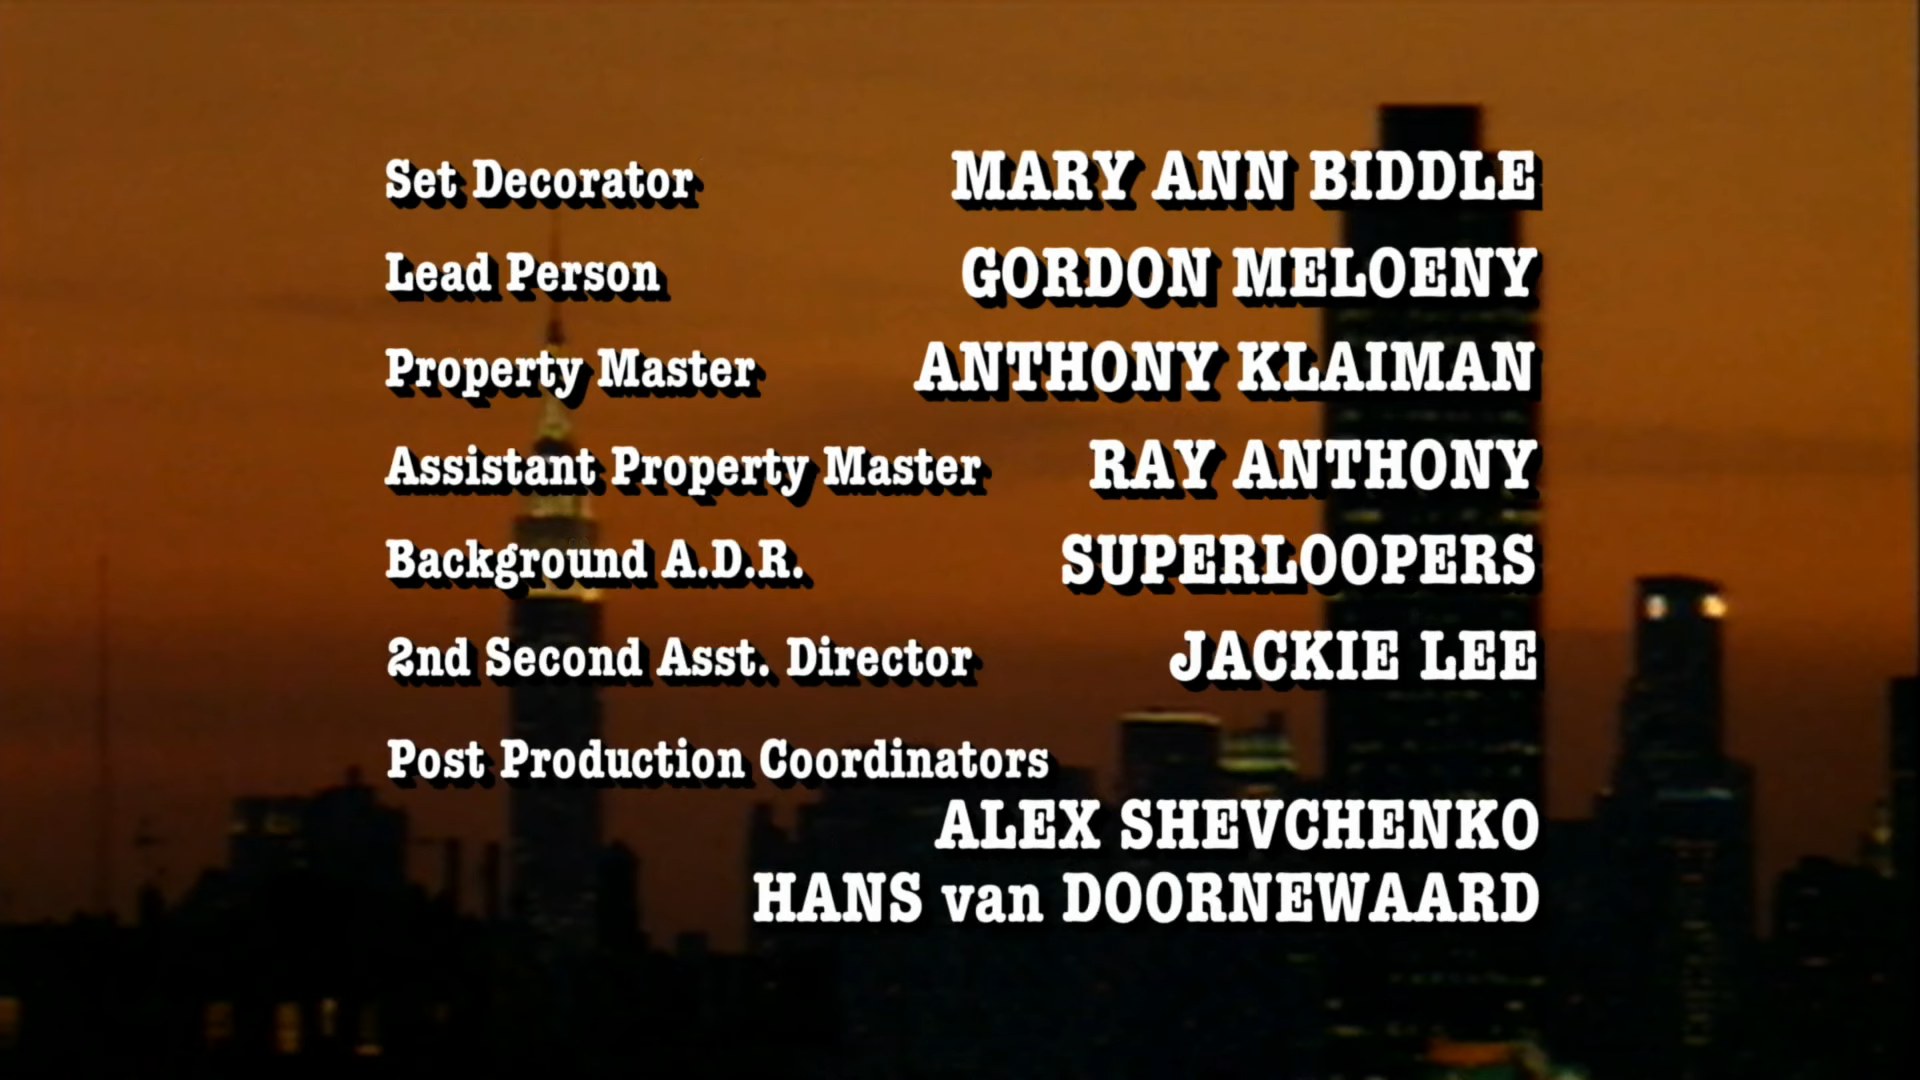 Set Decorator MARY ANN BIDDLE
Lead Person GORDON MELOENY
Property Master ANTHONY KLAIMAN
Assistant Property Master RAY ANTHONY
Background A.D.R. SUPERLOOPERS
2nd Second Asst. Director JACKIE LEE
Post Production Coordinators
ALEX SHEVCHENKO
HANS van DOORNEWAARD